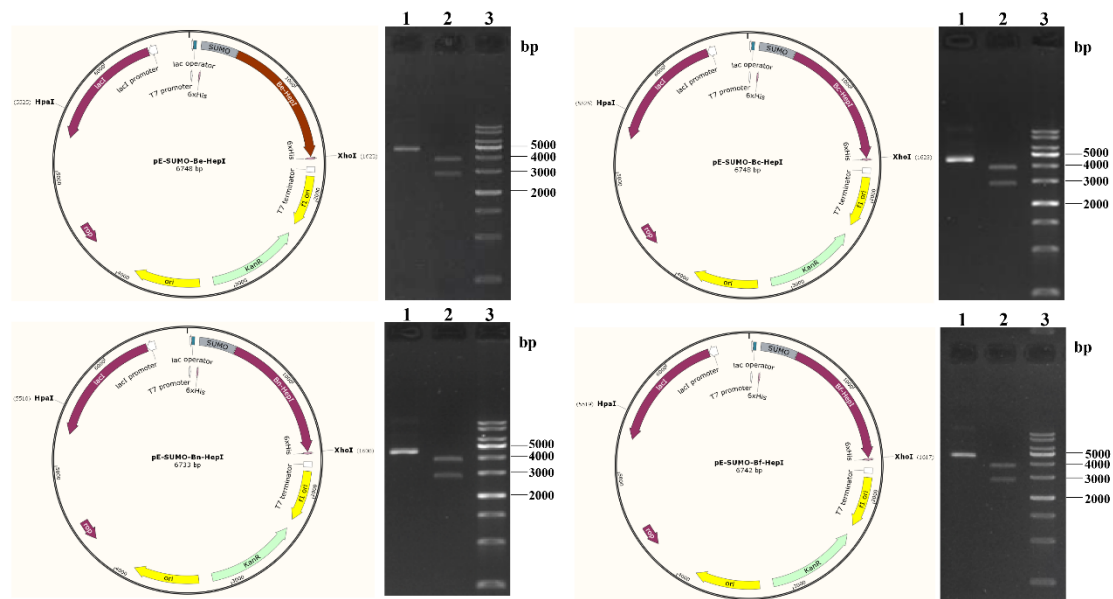 1 2 3
bp
5000
4000
3000
2000
SUMO
Be-HepI
lac operator
T7 promoter
6xHis
lacI promoter
lacI
HpaI
6xHis
XhoI
pE-SUMO-Be-HepI
6748 bp
T7 terminator
f1 ori
KanR
ori
rop
1 2 3
bp
5000
4000
3000
2000
SUMO
Bc-HepI
lac operator
T7 promoter
6xHis
lacI promoter
lacI
HpaI
6xHis
XhoI
pE-SUMO-Bc-HepI
6748 bp
T7 terminator
f1 ori
KanR
ori
rop
1 2 3
bp
5000
4000
3000
2000
SUMO
Bn-HepI
lac operator
T7 promoter
6xHis
lacI promoter
lacI
HpaI
6xHis
XhoI
pE-SUMO-Bn-HepI
6733 bp
T7 terminator
f1 ori
KanR
ori
rop
1 2 3
bp
5000
4000
3000
2000
SUMO
Bf-HepI
lac operator
T7 promoter
6xHis
lacI promoter
lacI
HpaI
6xHis
XhoI
pE-SUMO-Bf-HepI
6742 bp
T7 terminator
f1 ori
KanR
ori
rop